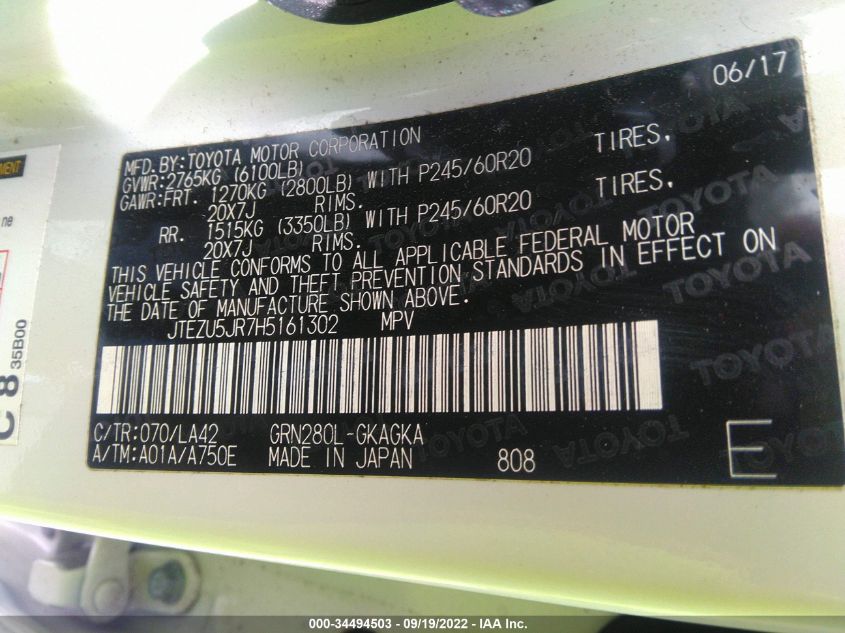 06/17
MFD.BY:TOYOTA MOTOR CORPORATION
GVWR:2765KG (6100LB)
GAWR:FRT. 1270KG (2800LB) WITH P245/60R20 TIRES,
20X7J RIMS.
RR. 1515KG (3350LB) WITH P245/60R20 TIRES,
20X7J RIMS.
THIS VEHICLE CONFORMS TO ALL APPLICABLE FEDERAL MOTOR
VEHICLE SAFETY AND THEFT PREVENTION STANDARDS IN EFFECT ON
THE DATE OF MANUFACTURE SHOWN ABOVE.
JTEZU5JR7H5161302 MPV
C/TR:070/LA42 GRN280L-GKAGKA
A/TM:A01A/A750E MADE IN JAPAN 808 E
C 8 35B00
000-34494503 - 09/19/2022 - IAA Inc.